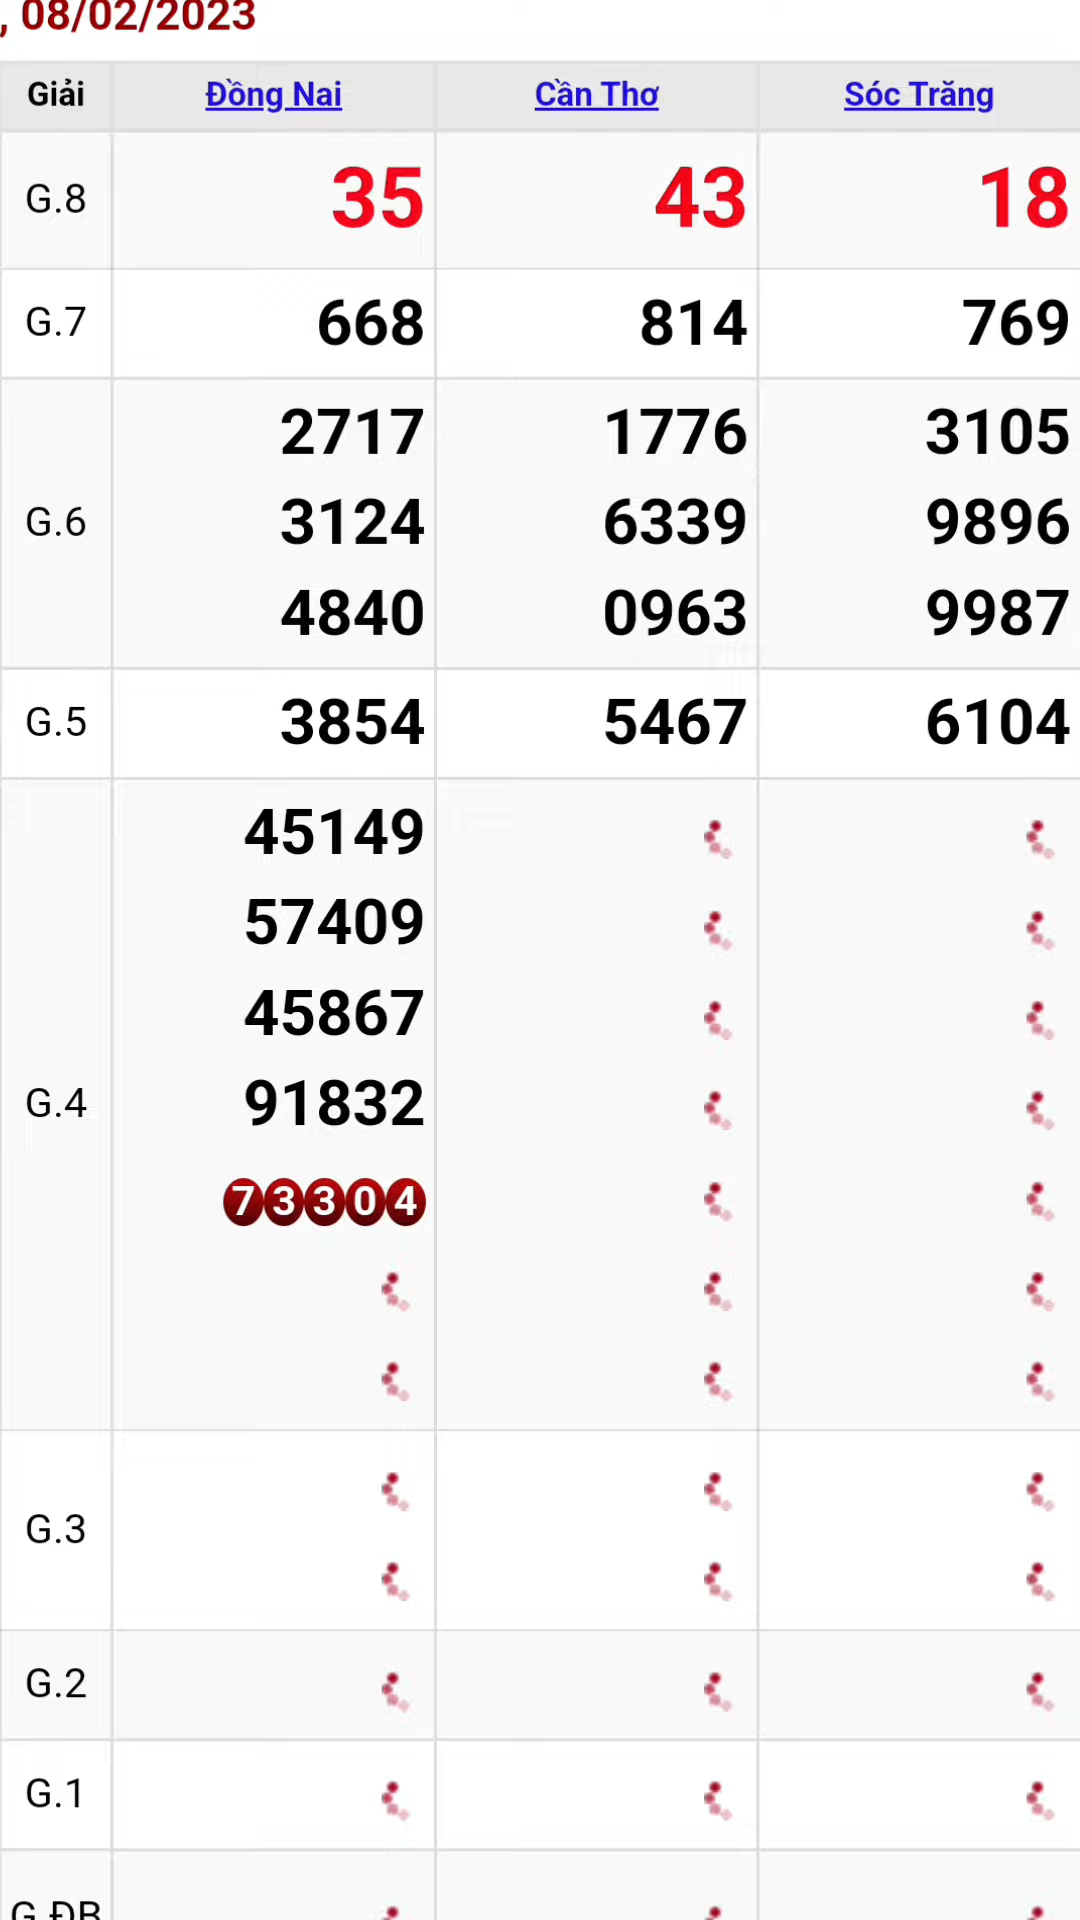 , 08/02/2023
Giải Đồng Nai Cần Thơ Sóc Trăng
G.8 35 43 18
G.7 668 814 769
2717 1776 3105
G.6 3124 6339 9896
4840 0963 9987
G.5 3854 5467 6104
45149
57409
45867
G.4 91832
73304
G.3
G.2
G.1
G.ĐB